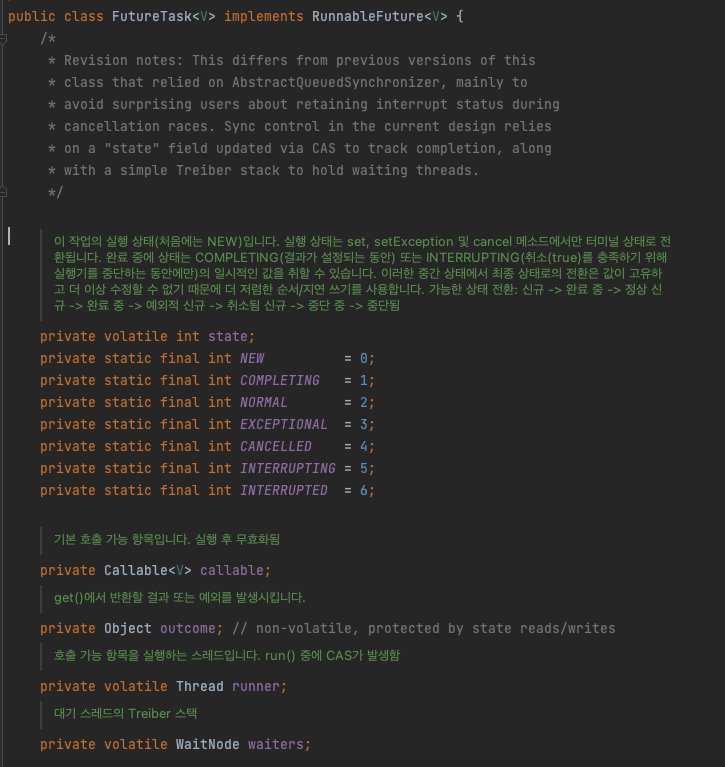 public class FutureTask<V> implements RunnableFuture<V> {
/*
* Revision notes: This differs from previous versions of this
* class that relied on AbstractQueuedSynchronizer, mainly to
* avoid surprising users about retaining interrupt status during
* cancellation races. Sync control in the current design relies
* on a "state" field updated via CAS to track completion, along
* with a simple Treiber stack to hold waiting threads.
*/
이 작업의 실행 상태(처음에는 NEW)입니다. 실행 상태는 set, setException 및 cancel 메소드에서만 터미널 상태로 전
환됩니다. 완료 중에 상태는 COMPLETING(결과가 설정되는 동안) 또는 INTERRUPTING(취소(true)를 충족하기 위해
실행기를 중단하는 동안에만)의 일시적인 값을 취할 수 있습니다. 이러한 중간 상태에서 최종 상태로의 전환은 값이 고유하
고 더 이상 수정할 수 없기 때문에 더 저렴한 순서/지연 쓰기를 사용합니다. 가능한 상태 전환: 신규 -> 완료 중 -> 정상 신
규 -> 완료 중 -> 예외적 신규 -> 취소됨 신규 -> 중단 중 -> 중단됨
private volatile int state;
private static final int NEW = 0;
private static final int COMPLETING = 1;
private static final int NORMAL = 2;
private static final int EXCEPTIONAL = 3;
private static final int CANCELLED = 4;
private static final int INTERRUPTING = 5;
private static final int INTERRUPTED = 6;
기본 호출 가능 항목입니다. 실행 후 무효화됨
private Callable<V> callable;
get()에서 반환할 결과 또는 예외를 발생시킵니다.
private Object outcome; // non-volatile, protected by state reads/writes
호출 가능 항목을 실행하는 스레드입니다. run() 중에 CAS가 발생함
private volatile Thread runner;
대기 스레드의 Treiber 스택
private volatile WaitNode waiters;